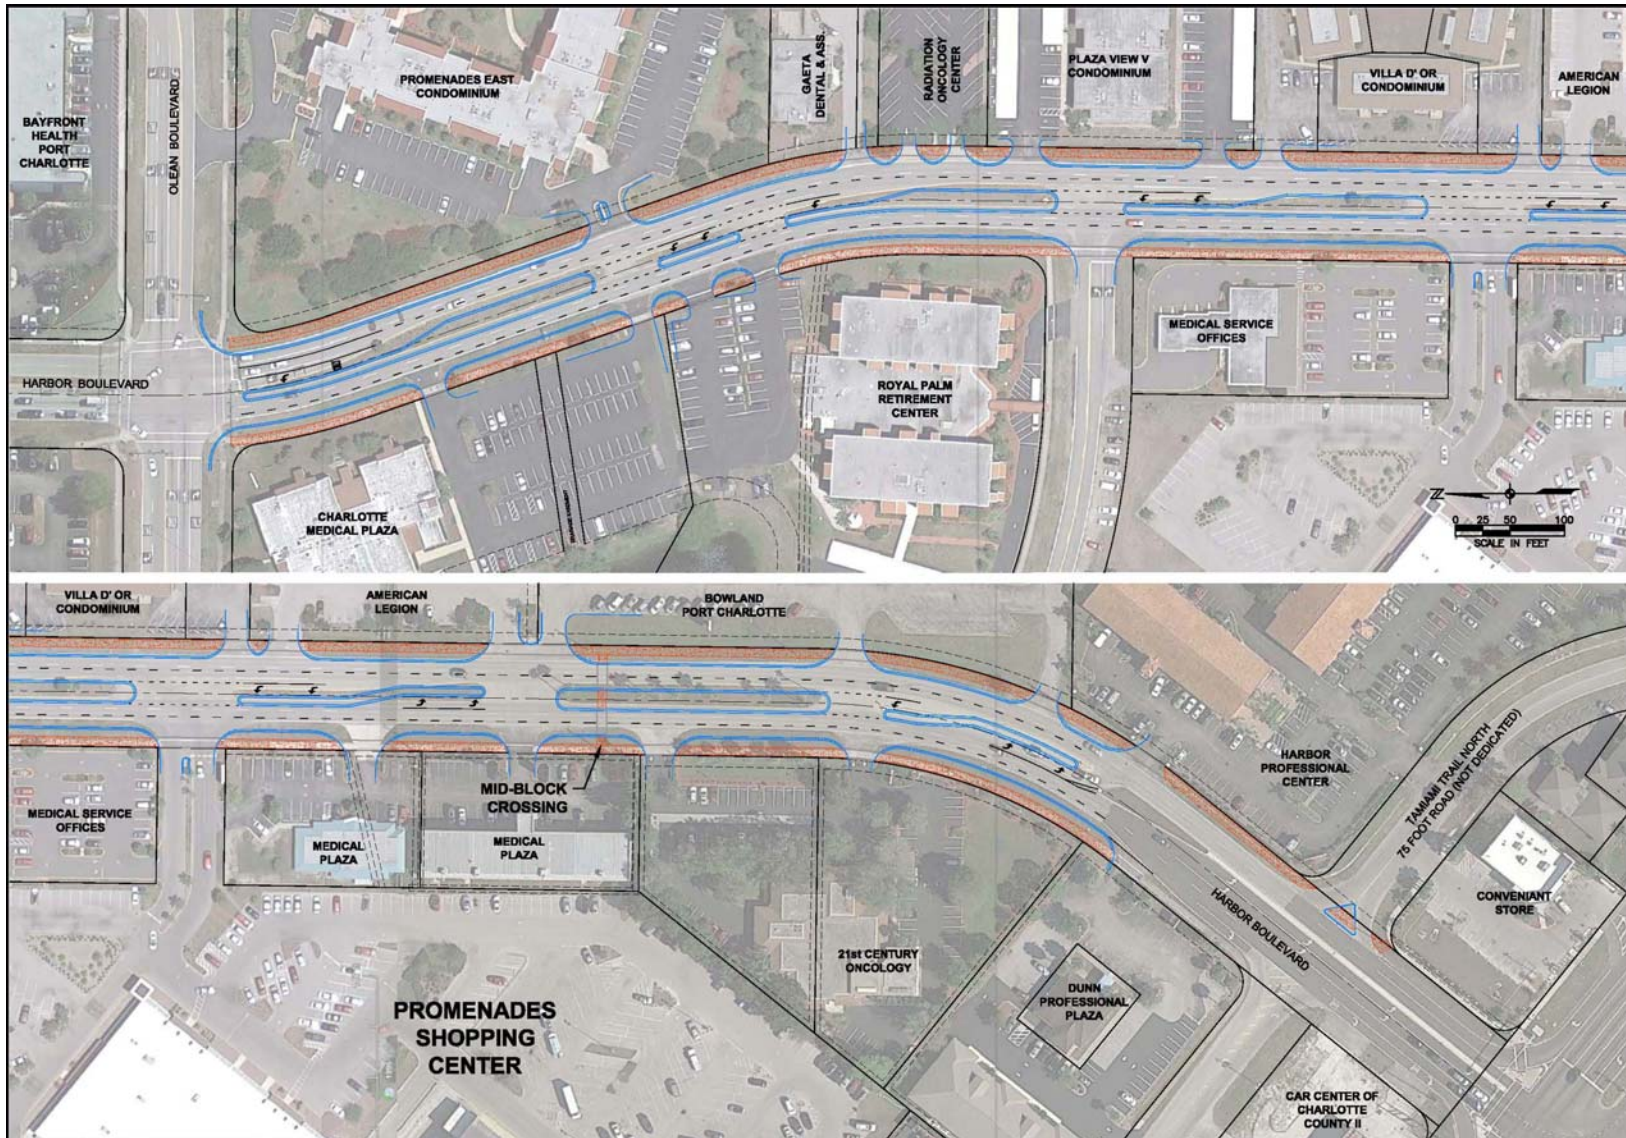 BAYFRONT
HEALTH
PORT
CHARLOTTE
OLEAN BOULEVARD
PROMENADES EAST
CONDOMINIUM
GAETA
DENTAL & ASS.
RADIATION
ONCOLOGY
CENTER
PLAZA VIEW V
CONDOMINIUM
VILLA D' OR
CONDOMINIUM
AMERICAN
LEGION
HARBOR BOULEVARD
CHARLOTTE
MEDICAL PLAZA
ROYAL PALM
RETIREMENT
CENTER
MEDICAL SERVICE
OFFICES
Z
0 25 50 100
SCALE IN FEET
VILLA D' OR
CONDOMINIUM
AMERICAN
LEGION
BOWLAND
PORT CHARLOTTE
MID-BLOCK
CROSSING
MEDICAL SERVICE
OFFICES
MEDICAL
PLAZA
MEDICAL
PLAZA
HARBOR
PROFESSIONAL
CENTER
TAMIAMI TRAIL NORTH
75 FOOT ROAD (NOT DEDICATED)
CONVENIANT
STORE
HARBOR BOULEVARD
21st CENTURY
ONCOLOGY
DUNN
PROFESSIONAL
PLAZA
PROMENADES
SHOPPING
CENTER
CAR CENTER OF
CHARLOTTE
COUNTY II